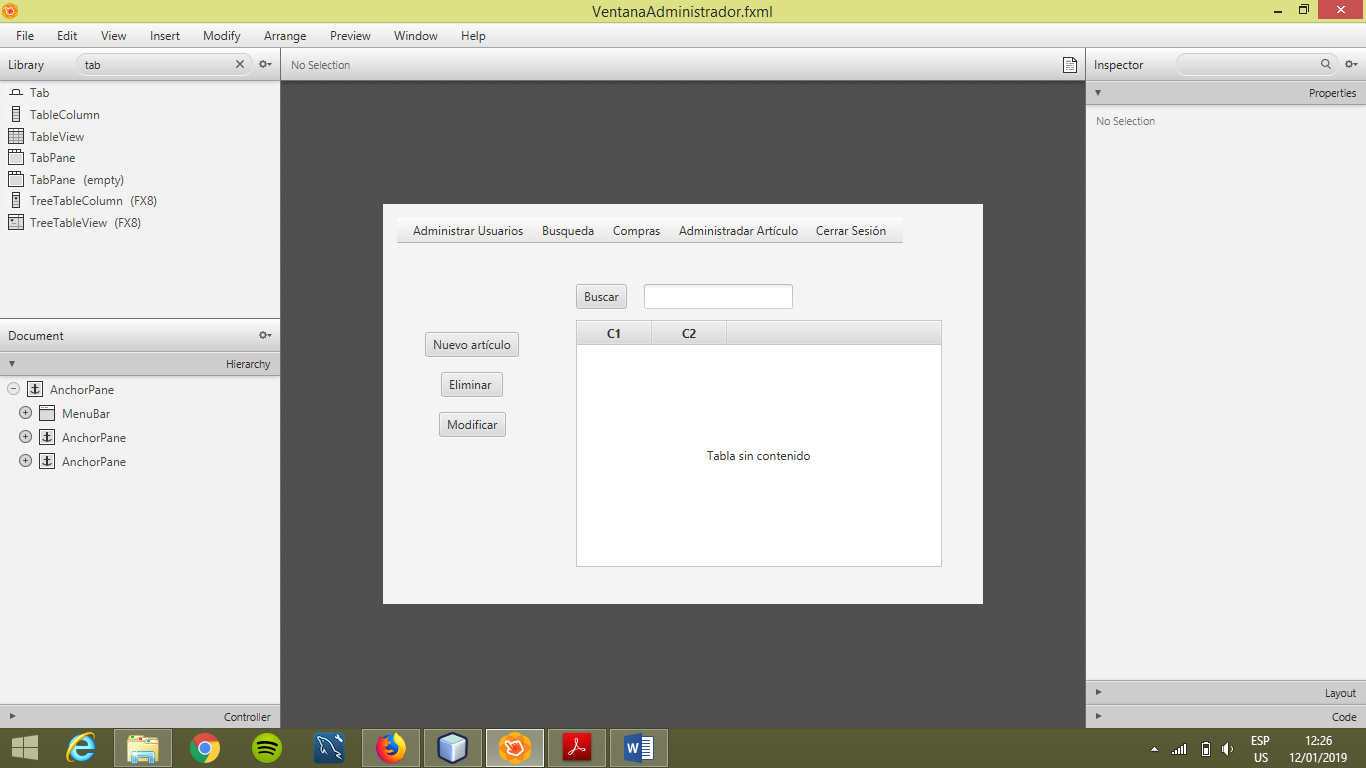 VentanaAdministrador.fxml
File Edit View Insert Modify Arrange Preview Window Help
Library tab
No Selection
Inspector
Tab
TableColumn
TableView
TabPane
TabPane (empty)
TreeTableColumn (FX8)
TreeTableView (FX8)
Properties
No Selection
Administrar Usuarios Busqueda Compras Administradar Artículo Cerrar Sesión
Buscar
C1 C2
Nuevo artículo
Eliminar
Modificar
Tabla sin contenido
Document
Hierarchy
AnchorPane
MenuBar
AnchorPane
AnchorPane
Controller
Layout
Code
ESP 12:26
US 12/01/2019